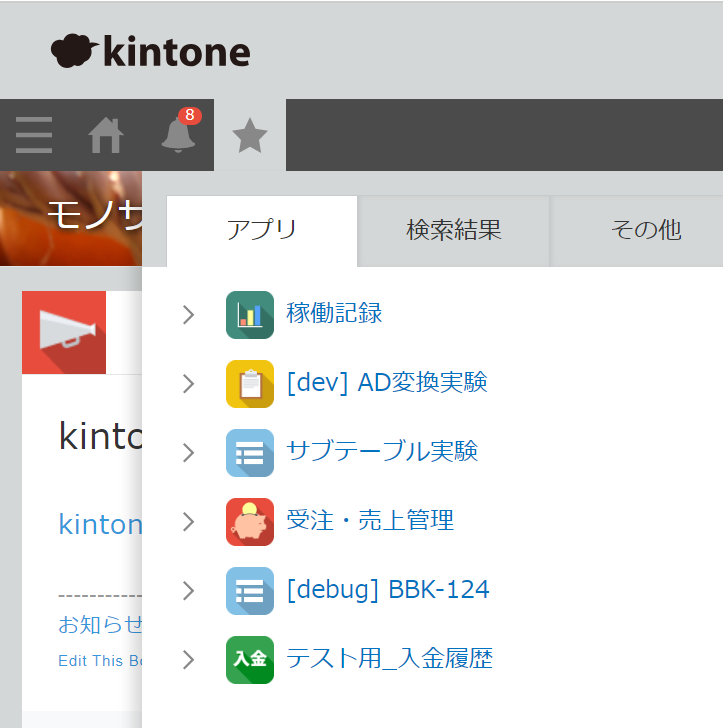 kintone
8
モノサ
アプリ
検索結果
その他
稼働記録
[dev] AD変換実験
サブテーブル実験
受注・売上管理
[debug] BBK-124
入金
テスト用_入金履歴
kinto
kinton
----------
お知らせ
Edit This B